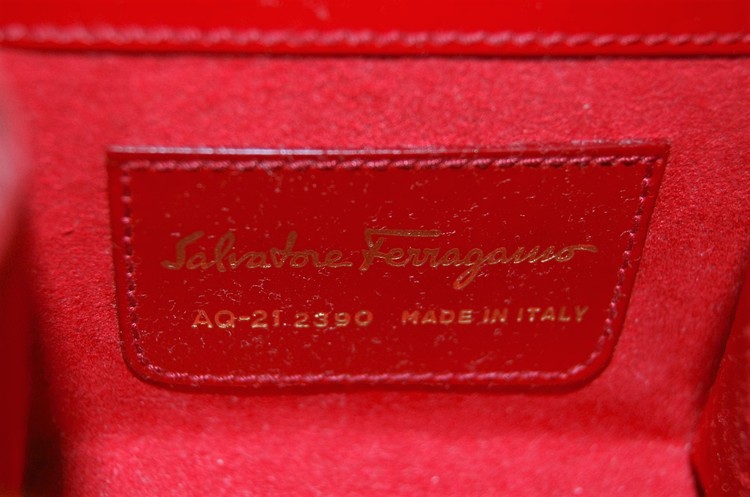 Salvatore Ferragamo
AQ-21 2390 MADE IN ITALY